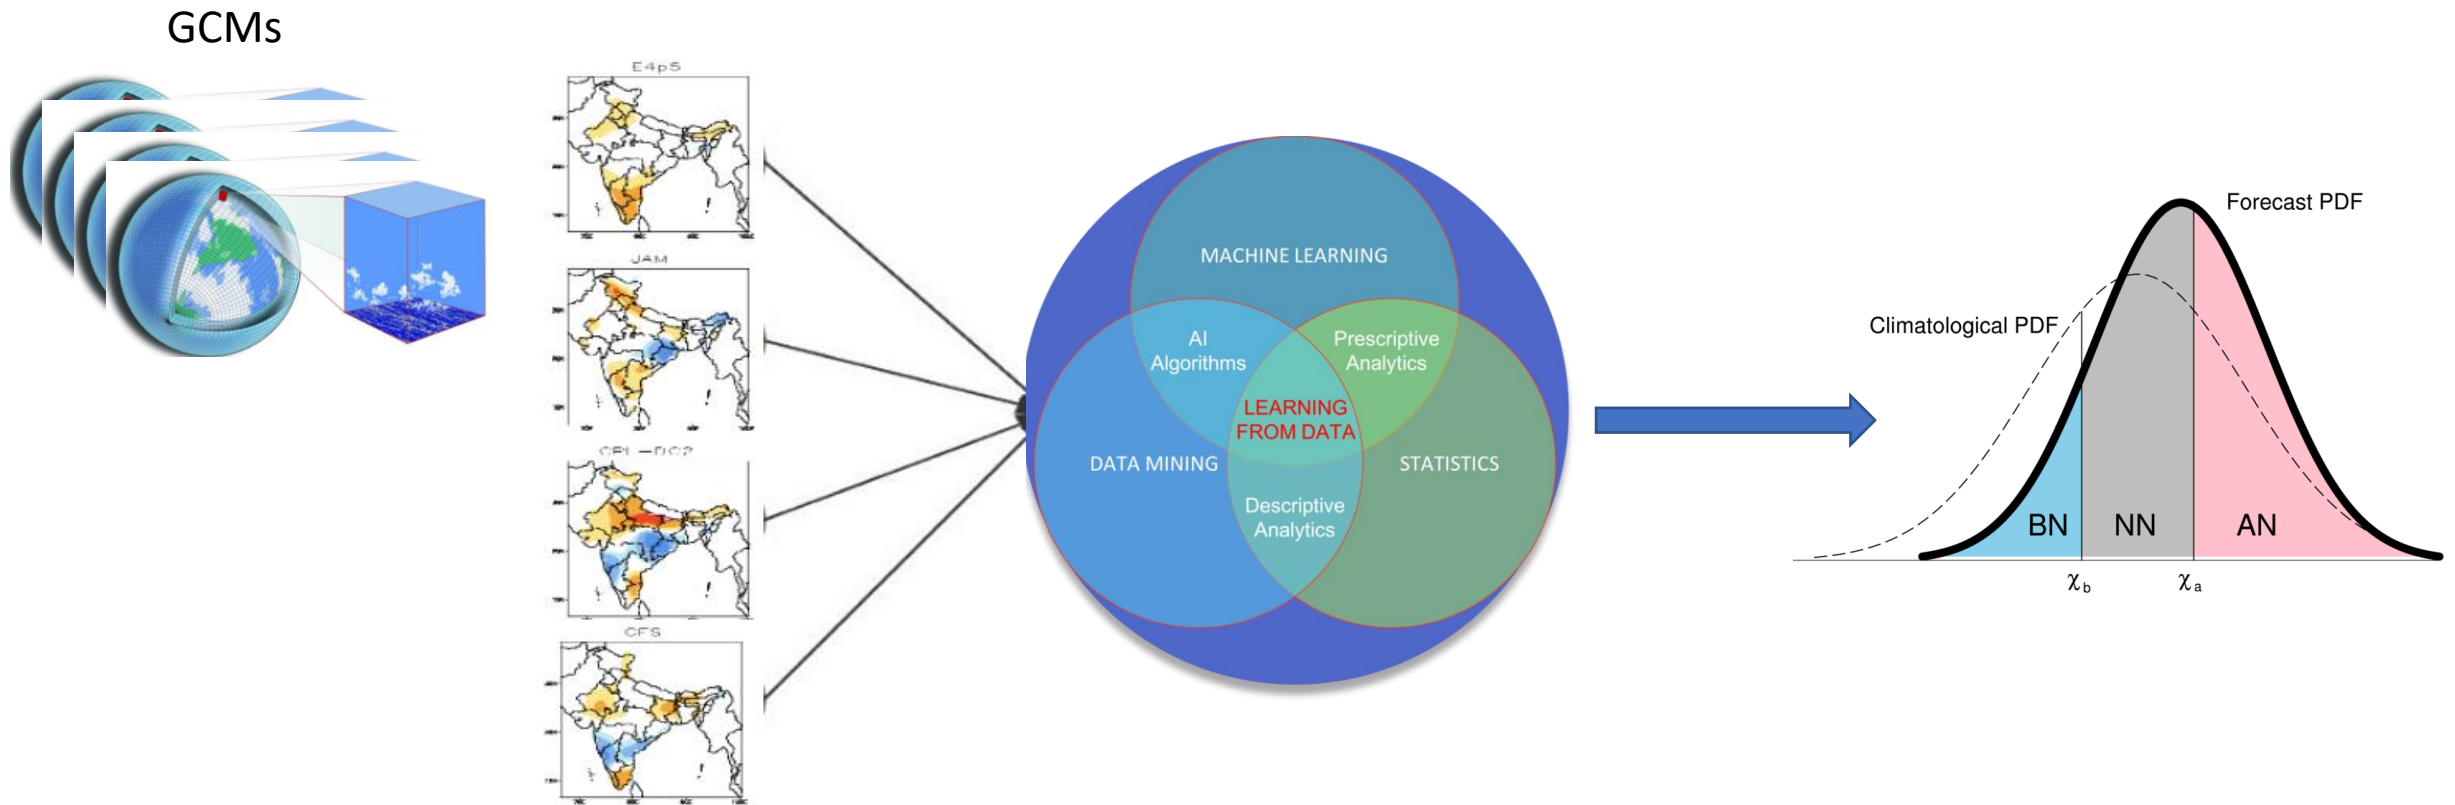 GCMs
E4p5
JAM
CFS
MACHINE LEARNING
AI
Algorithms
Prescriptive
Analytics
LEARNING
FROM DATA
DATA MINING
STATISTICS
Descriptive
Analytics
Forecast PDF
Climatological PDF
BN
NN
AN
χb
χa